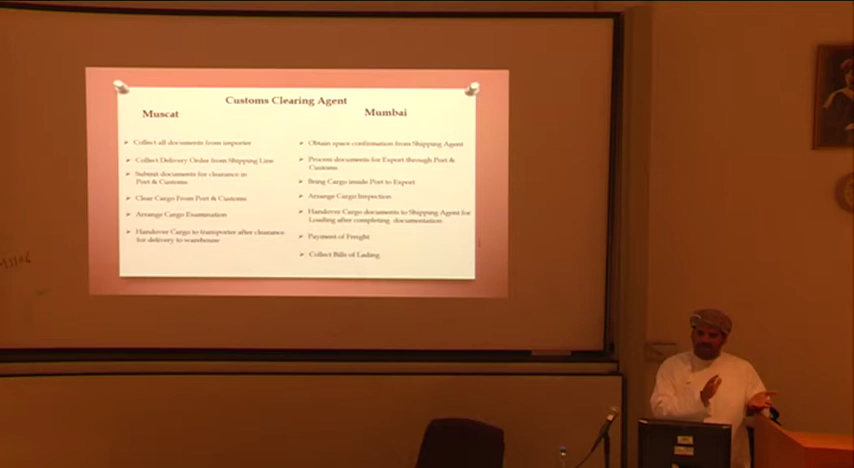 Customs Clearing Agent
Muscat
Mumbai
➢ Collect all documents from importer
➢ Collect Delivery Order from Shipping Line
➢ Submit documents for clearance in
Port & Customs
➢ Clear Cargo From Port & Customs
➢ Arrange Cargo Examination
➢ Handover Cargo to transporter after clearance
for delivery to warehouse
➢ Obtain space confirmation from Shipping Agent
➢ Process documents for Export through Port &
Customs
➢ Bring Cargo inside Port to Export
➢ Arrange Cargo Inspection
➢ Handover Cargo documents to Shipping Agent for
Loading after completing documentation
➢ Payment of Freight
➢ Collect Bills of Lading